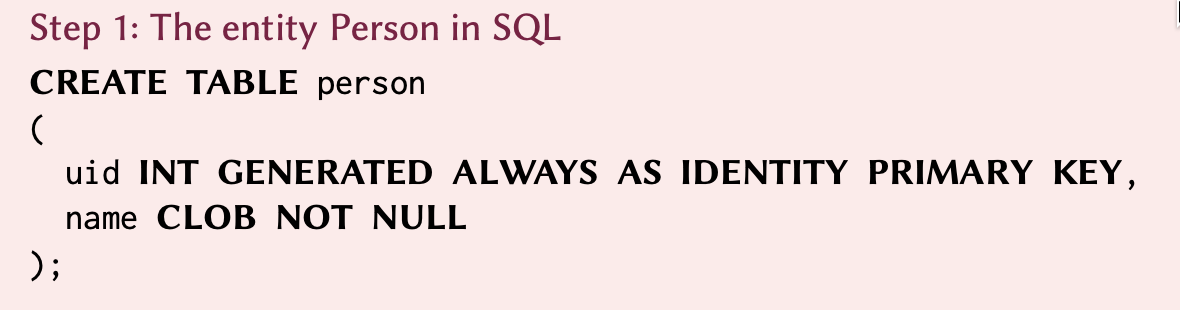 Step 1: The entity Person in SQL
CREATE TABLE person
(
uid INT GENERATED ALWAYS AS IDENTITY PRIMARY KEY,
name CLOB NOT NULL
);